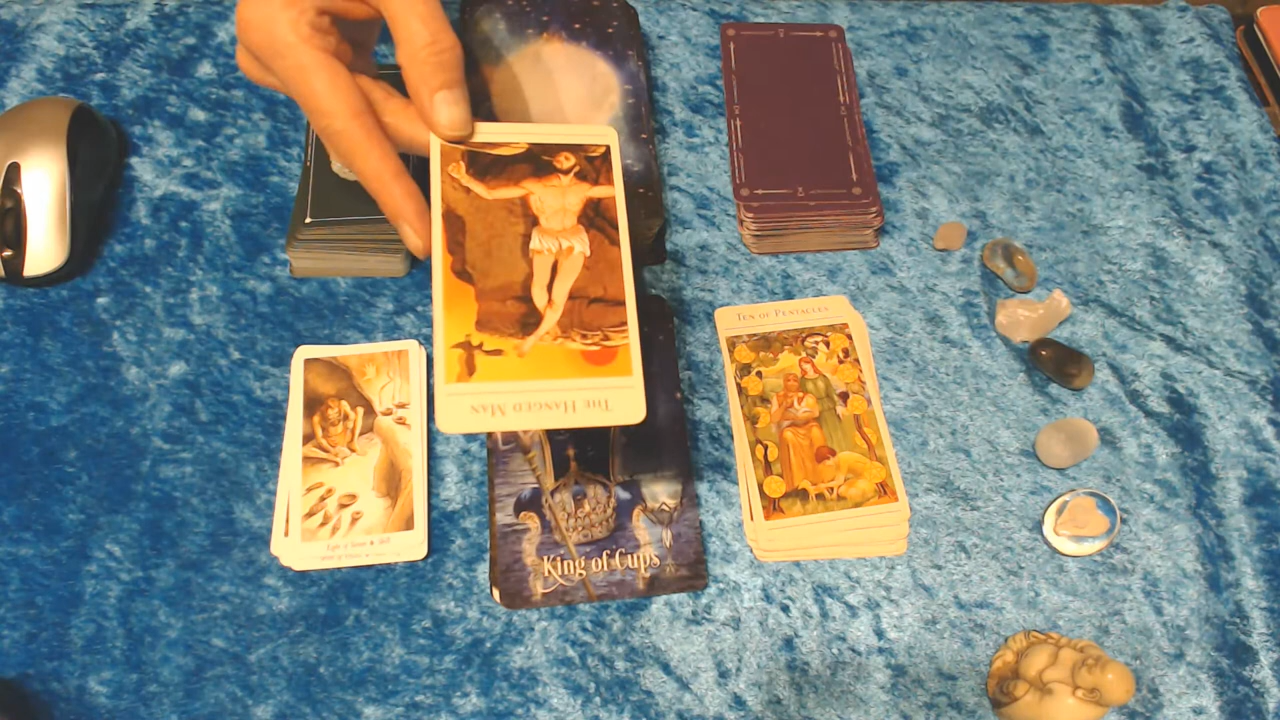 TEN OF PENTACLES
THE HANGED MAN
King of Cups